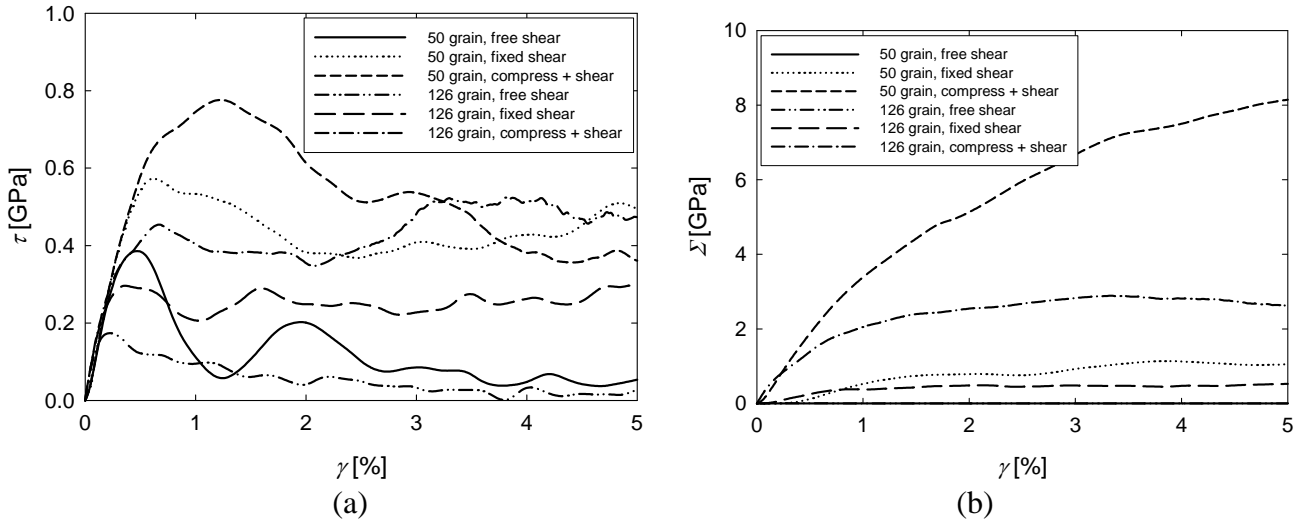 1.0
0.8
0.6
0.4
0.2
0.0
τ [GPa]
50 grain, free shear
50 grain, fixed shear
50 grain, compress + shear
126 grain, free shear
126 grain, fixed shear
126 grain, compress + shear
0 1 2 3 4 5
γ [%]
(a)
10
8
6
4
2
0
Σ [GPa]
50 grain, free shear
50 grain, fixed shear
50 grain, compress + shear
126 grain, free shear
126 grain, fixed shear
126 grain, compress + shear
0 1 2 3 4 5
γ [%]
(b)